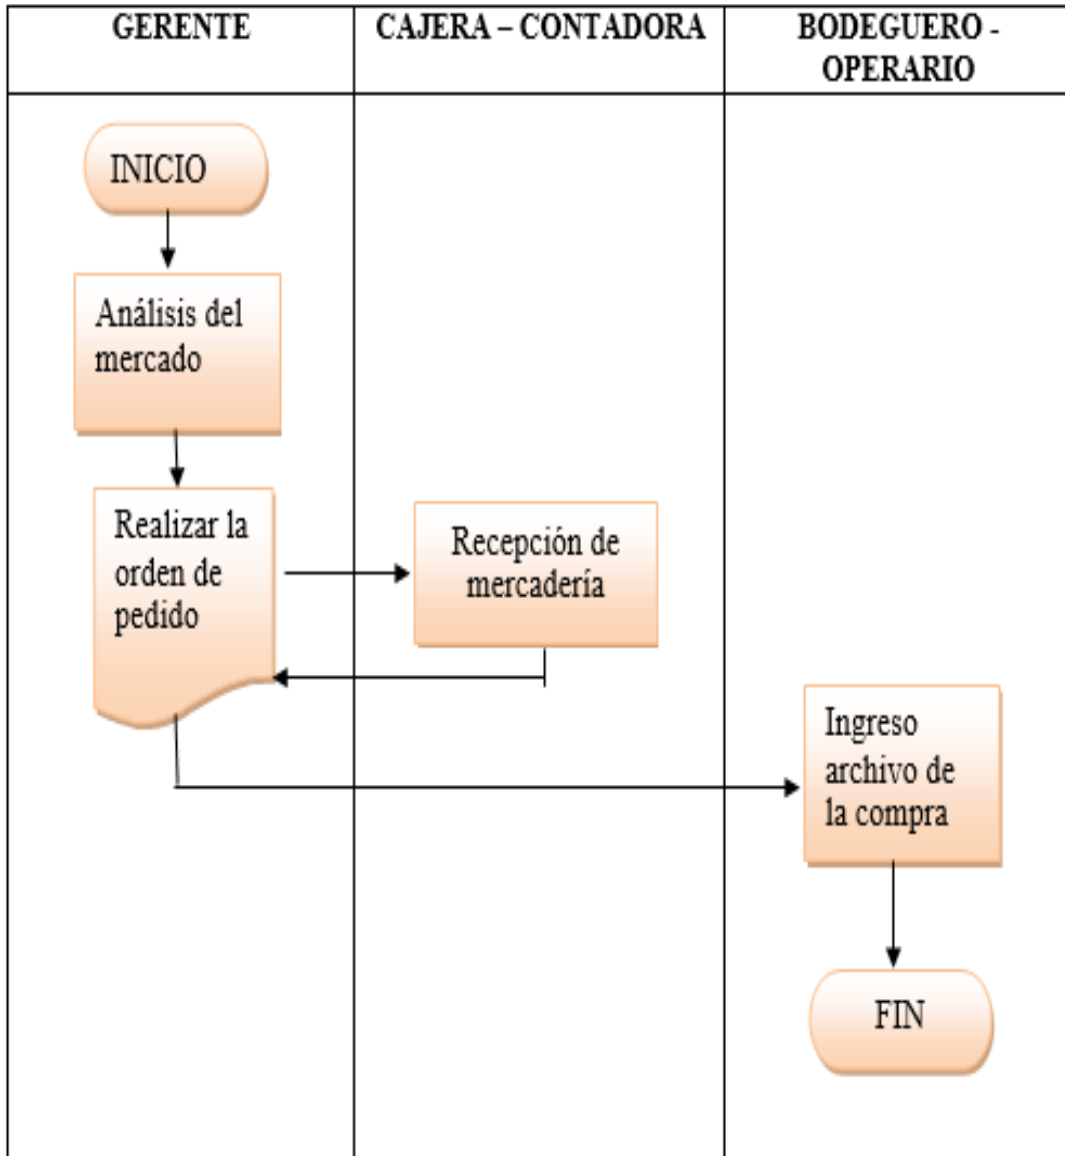 GERENTE
CAJERA – CONTADORA
BODEGUERO -
OPERARIO
INICIO
Análisis del
mercado
Realizar la
orden de
pedido
Recepción de
mercadería
Ingreso
archivo de
la compra
FIN